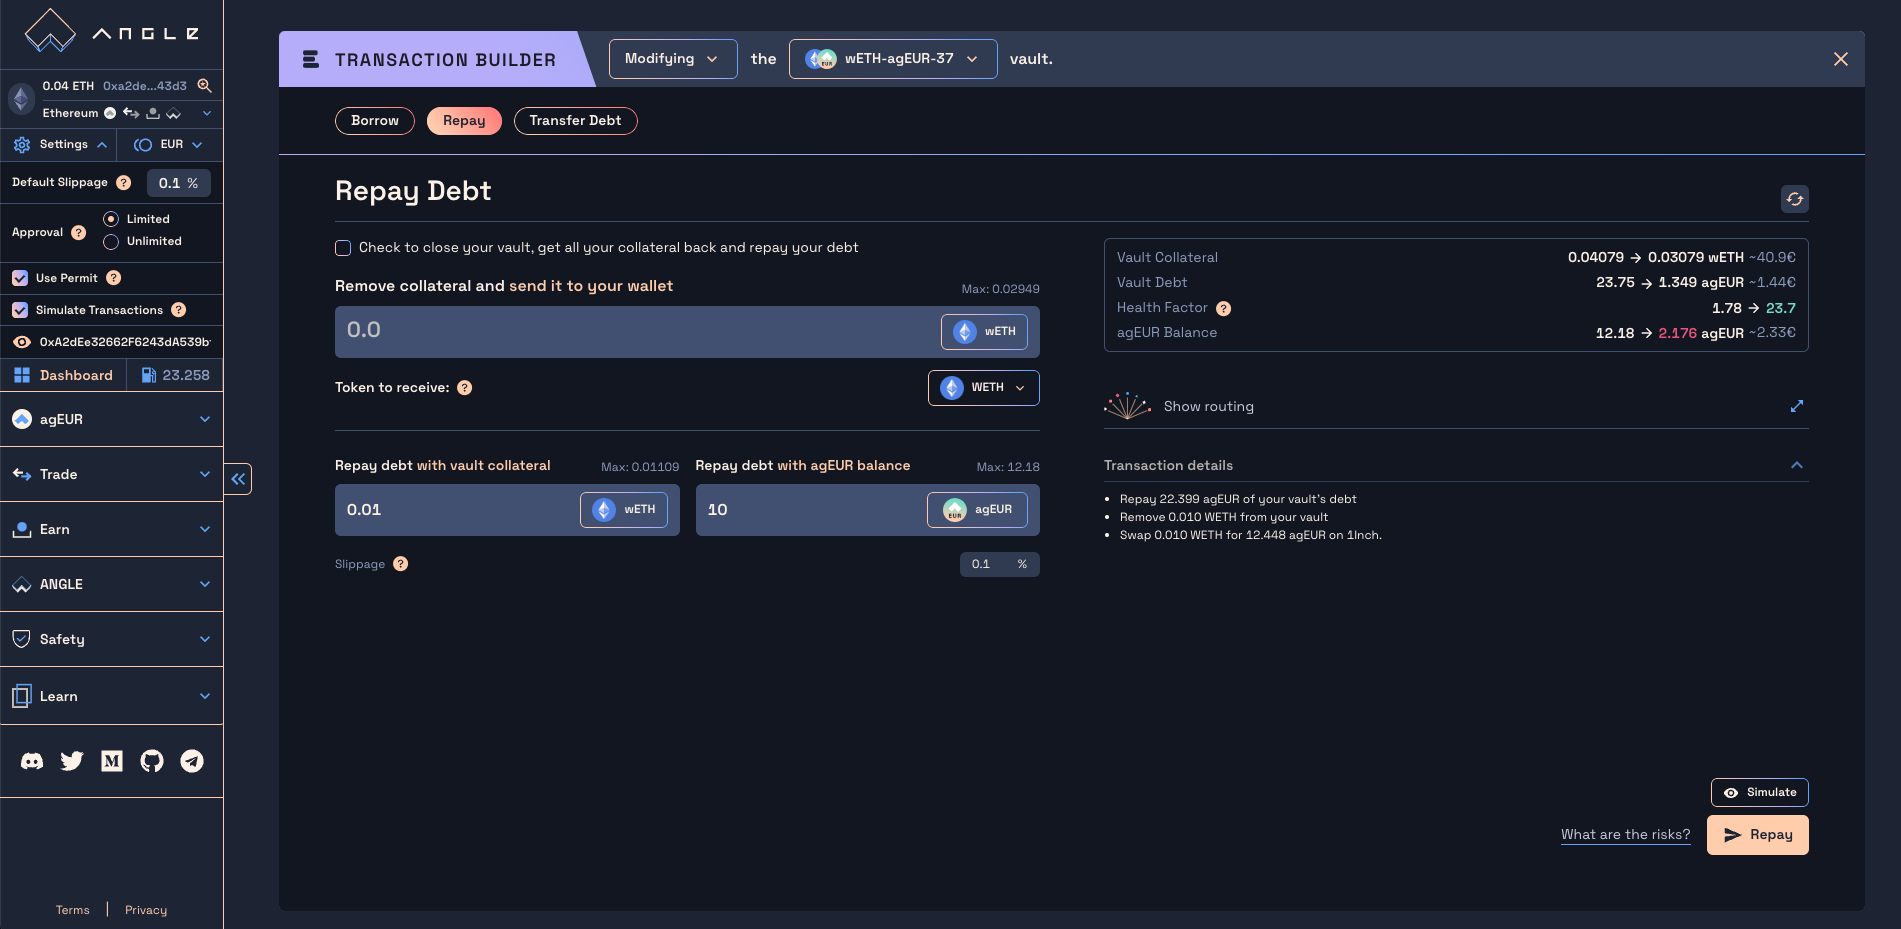 ANGLE
0.04 ETH 0xa2de...43d3
Ethereum
Settings EUR
Default Slippage ? 0.1 %
Approval ? Limited
Unlimited
Use Permit ?
Simulate Transactions ?
0xA2dEe32662F6243dA539b
Dashboard 23.258
agEUR
Trade
Earn
ANGLE
Safety
Learn
Terms | Privacy
TRANSACTION BUILDER Modifying the wETH-agEUR-37 vault.
Borrow Repay Transfer Debt
Repay Debt
Check to close your vault, get all your collateral back and repay your debt
Remove collateral and send it to your wallet Max: 0.02949
0.0 wETH
Token to receive: ? WETH
Repay debt with vault collateral Max: 0.01109
0.01 wETH
Repay debt with agEUR balance Max: 12.18
10 EUR agEUR
Slippage ? 0.1 %
Vault Collateral 0.04079 → 0.03079 wETH ~40.9€
Vault Debt 23.75 → 1.349 agEUR ~1.44€
Health Factor ? 1.78 → 23.7
agEUR Balance 12.18 → 2.176 agEUR ~2.33€
Show routing
Transaction details
• Repay 22.399 agEUR of your vault's debt
• Remove 0.010 WETH from your vault
• Swap 0.010 WETH for 12.448 agEUR on 1Inch.
Simulate
What are the risks? Repay